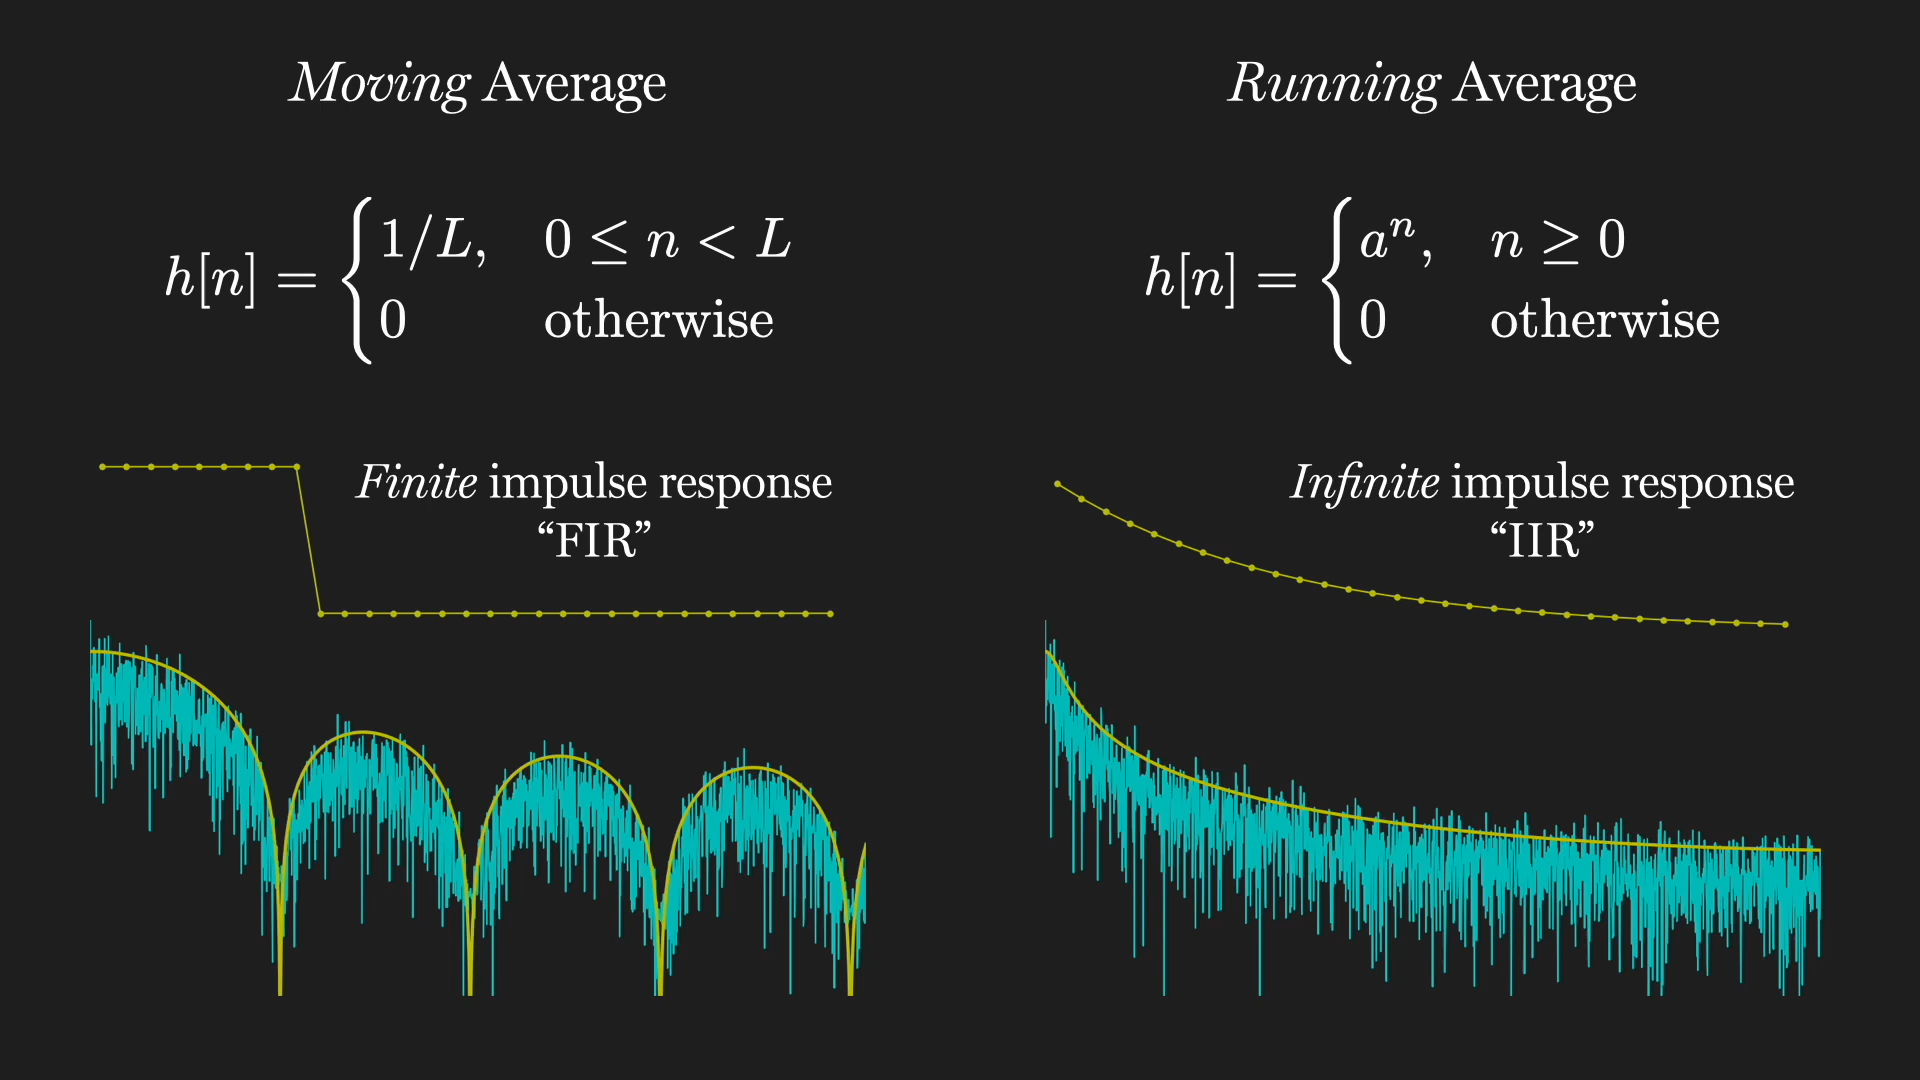 Moving Average
h[n] = { 1/L, 0 ≤ n < L
0 otherwise
Finite impulse response
“FIR”
Running Average
h[n] = { aⁿ, n ≥ 0
0 otherwise
Infinite impulse response
“IIR”